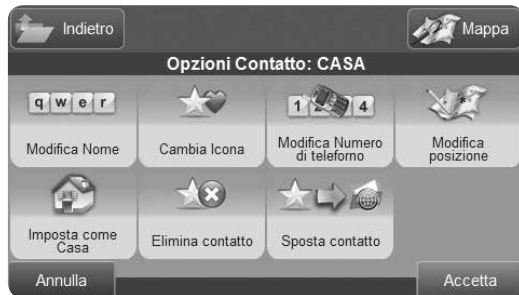 Indietro
Mappa
Opzioni Contatto: CASA
q w e r
1 2 4
Modifica Nome
Cambia Icona
Modifica Numero
di teleforno
Modifica
posizione
Imposta come
Casa
Elimina contatto
Sposta contatto
Annulla
Accetta